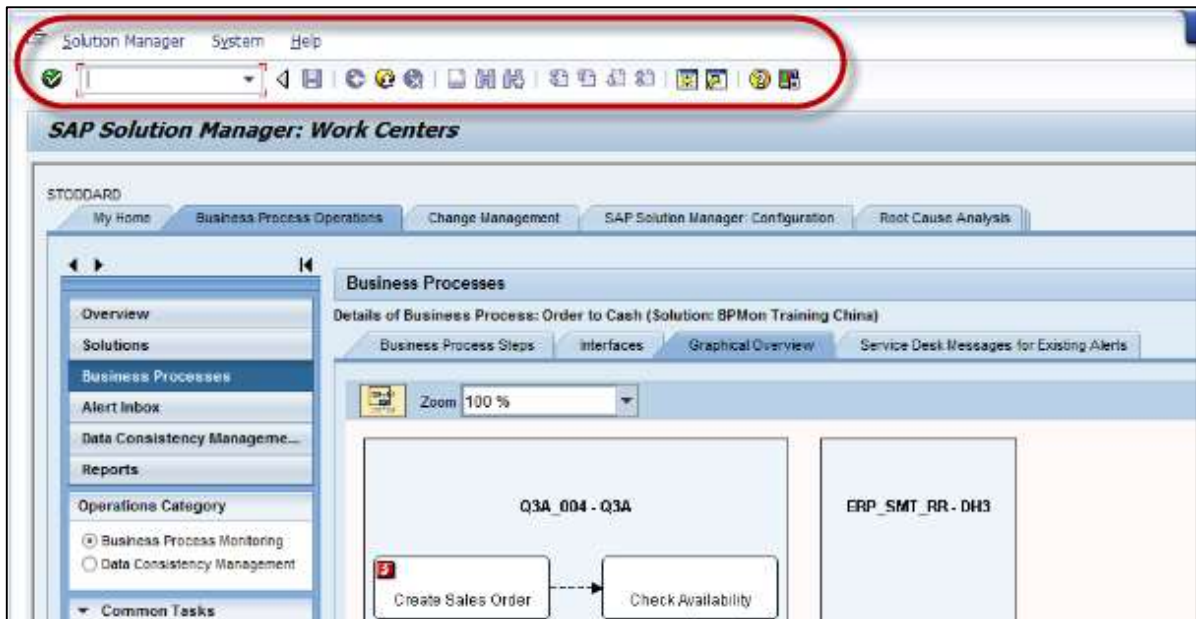 Solution Manager System Help
SAP Solution Manager: Work Centers
STODDARD
My Home Business Process Operations Change Management SAP Solution Manager: Configuration Root Cause Analysis
Business Processes
Overview
Details of Business Process: Order to Cash (Solution: BPMon Training China)
Solutions
Business Process Steps Interfaces Graphical Overview Service Desk Messages for Existing Alerts
Business Processes
Alert Inbox
Zoom 100 %
Data Consistency Manageme...
Reports
Operations Category
Q3A_004 - Q3A ERP_SMT_RR - DH3
Business Process Monitoring
Data Consistency Management
3
Create Sales Order Check Availability
Common Tasks